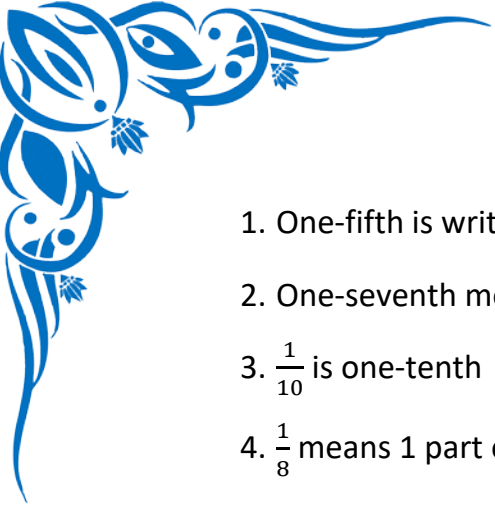 1. One-fifth is writ
2. One-seventh m
3. 1/10 is one-tenth
4. 1/8 means 1 part